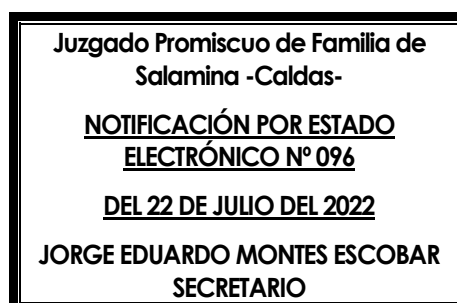 Juzgado Promiscuo de Familia de
Salamina -Caldas-
NOTIFICACIÓN POR ESTADO
ELECTRÓNICO Nº 096
DEL 22 DE JULIO DEL 2022
JORGE EDUARDO MONTES ESCOBAR
SECRETARIO